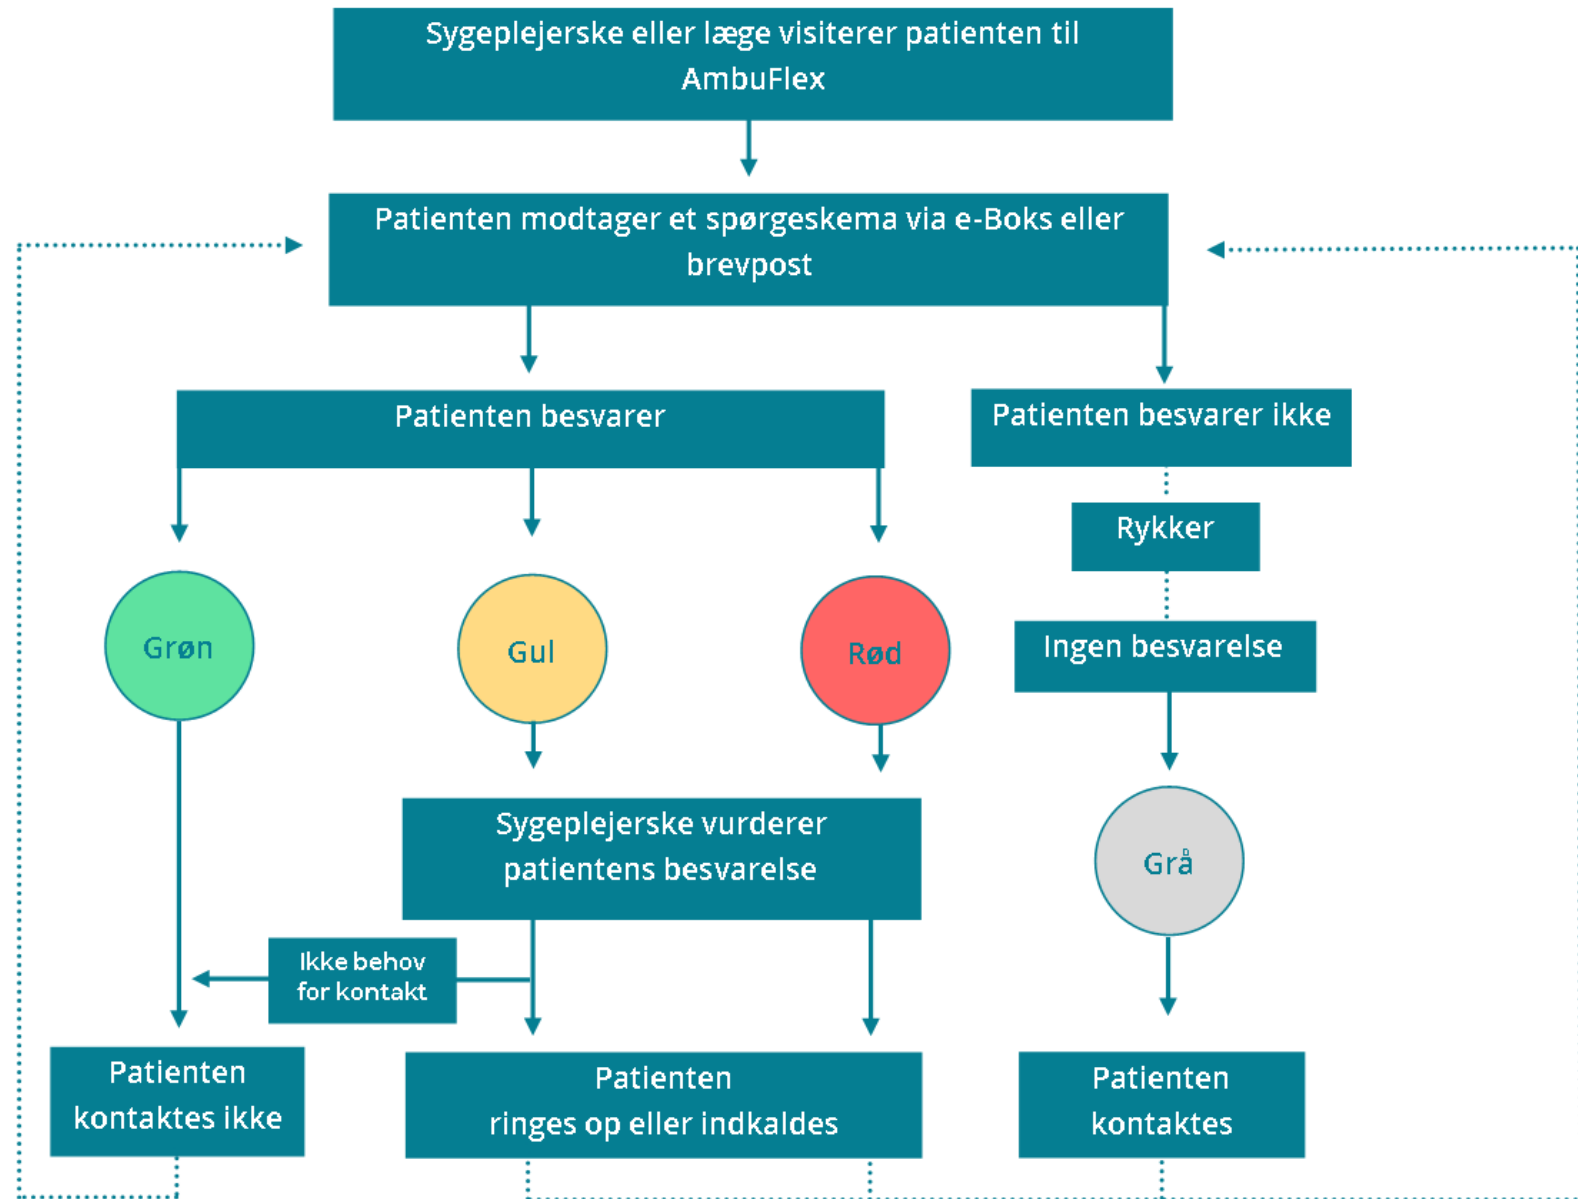 Sygeplejerske eller læge visiterer patienten til
AmbuFlex
Patienten modtager et spørgeskema via e-Boks eller
brevpost
Patienten besvarer
Patienten besvarer ikke
Rykker
Ingen besvarelse
Grøn
Gul
Rød
Sygeplejerske vurderer
patientens besvarelse
Grå
Ikke behov
for kontakt
Patienten
kontaktes ikke
Patienten
ringes op eller indkaldes
Patienten
kontaktes